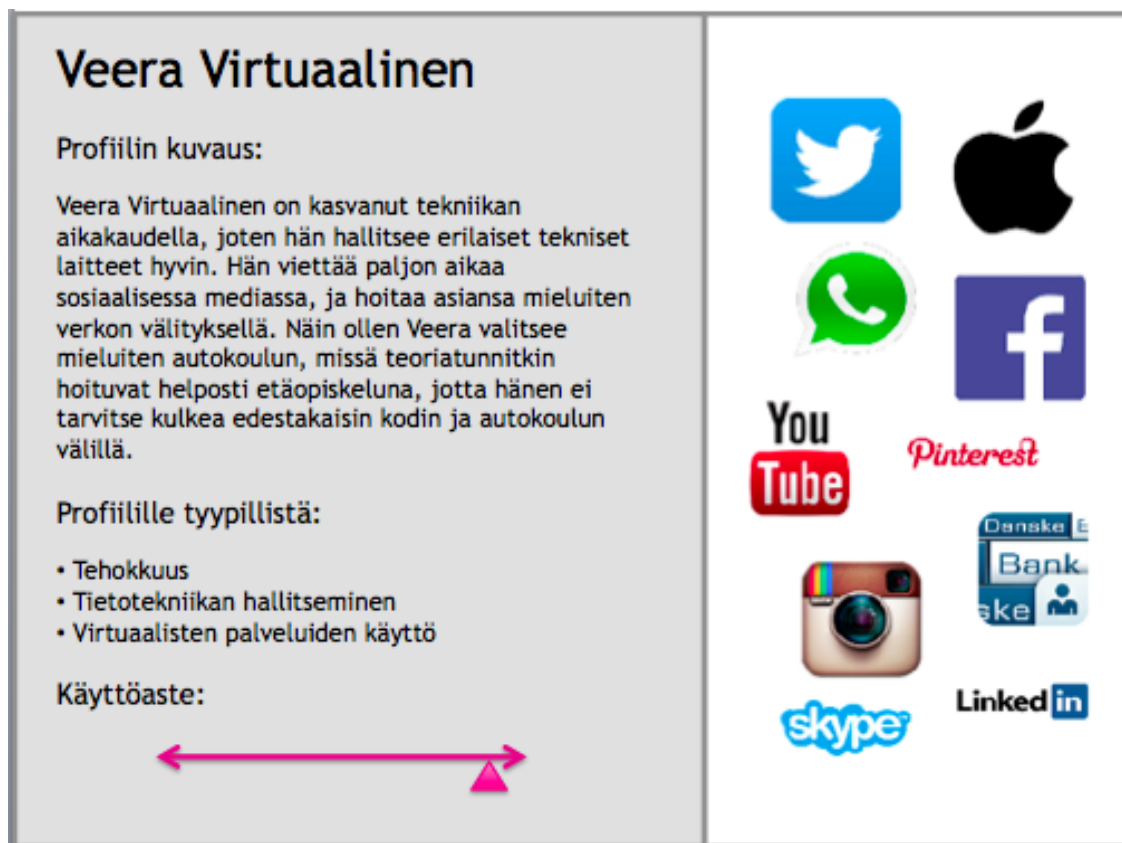 Veera Virtuaalinen
Profiilin kuvaus:
Veera Virtuaalinen on kasvanut tekniikan
aikakaudella, joten hän hallitsee erilaiset tekniset
laitteet hyvin. Hän viettää paljon aikaa
sosiaalisessa mediassa, ja hoitaa asiansa mieluiten
verkon välityksellä. Näin ollen Veera valitsee
mieluiten autokoulun, missä teoriatunnitkin
hoituvat helposti etäopiskeluna, jotta hänen ei
tarvitse kulkea edestakaisin kodin ja autokoulun
välillä.
Profiilille tyypillistä:
• Tehokkuus
• Tietotekniikan hallitseminen
• Virtuaalisten palveluiden käyttö
Käyttöaste:
f
You
Tube
Pinterest
Danske B
Bank
ske
Linked in
skype